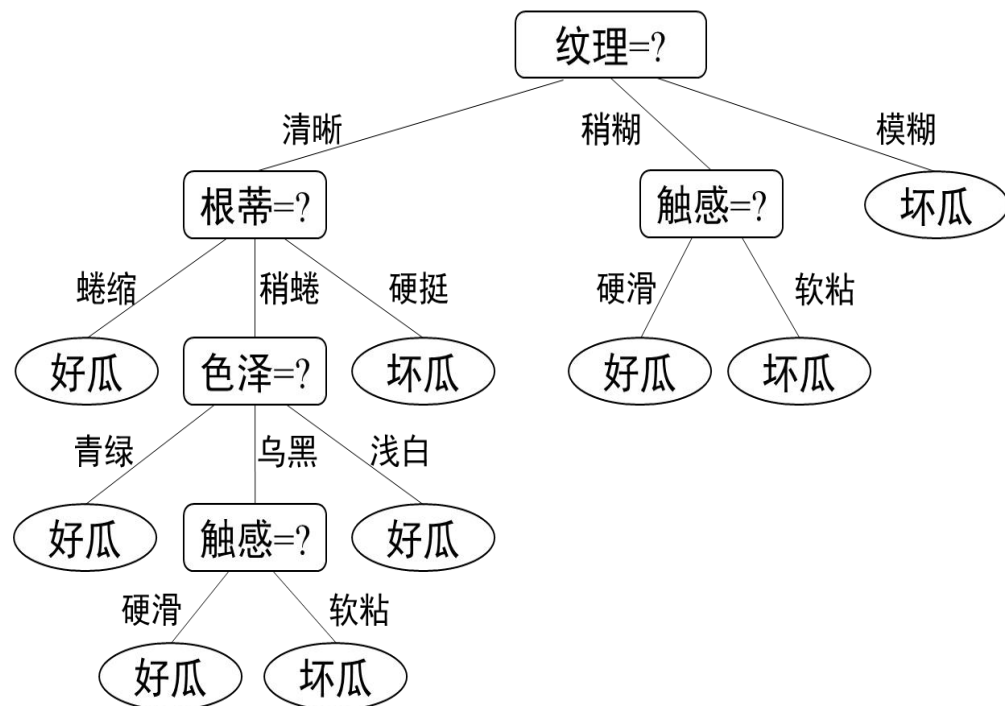 纹理=?
清晰
稍糊
模糊
根蒂=?
触感=?
坏瓜
蜷缩
稍蜷
硬挺
硬滑
软粘
好瓜
色泽=?
坏瓜
好瓜
坏瓜
青绿
乌黑
浅白
好瓜
触感=?
好瓜
硬滑
软粘
好瓜
坏瓜